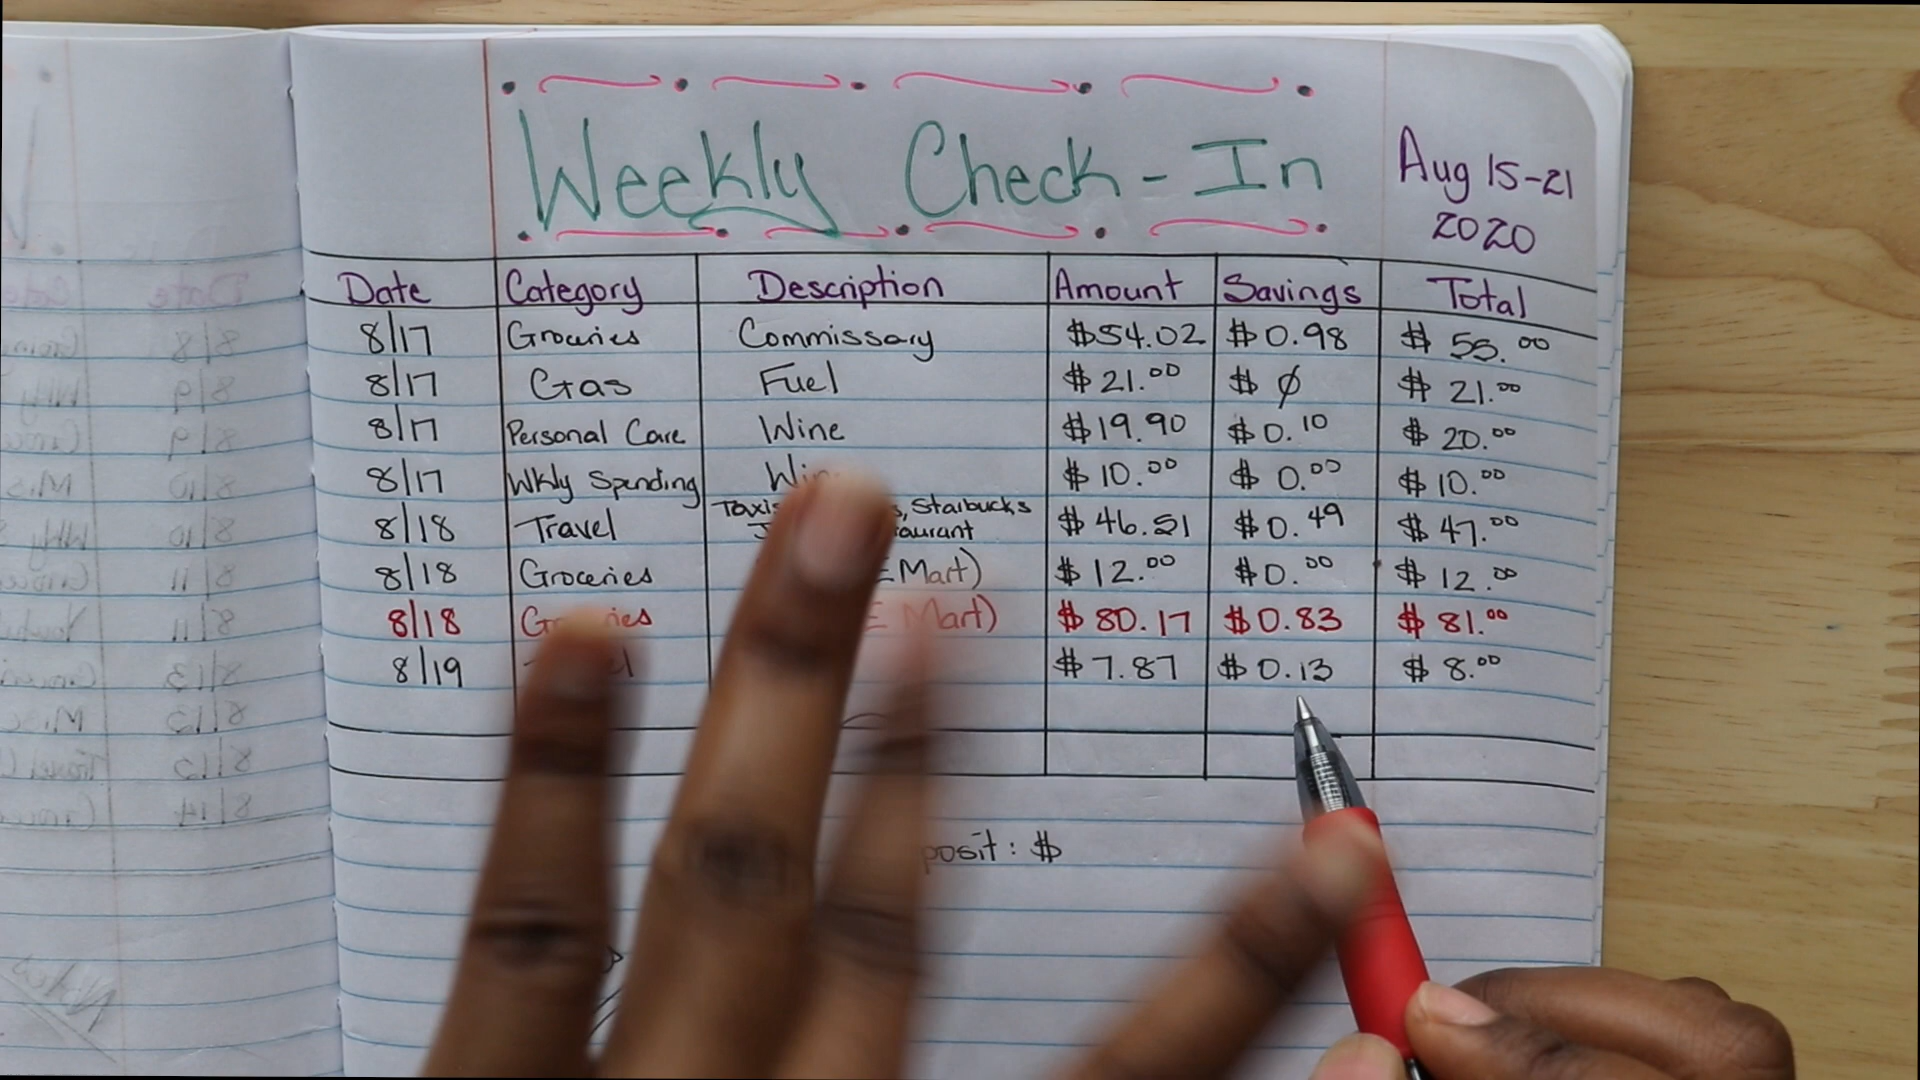 Weekly Check-In
Aug 15-21
2020
Date Category Description Amount Savings Total
8/17 Groceries Commissary $54.02 $0.98 $55.00
8/17 Gas Fuel $21.00 $ø $21.00
8/17 Personal Care Wine $19.90 $0.10 $20.00
8/17 Wkly Spending $10.00 $0.00 $10.00
Starbucks
8/18 Travel $46.51 $0.49 $47.00
8/18 Groceries E Mart) $12.00 $0.00 $12.00
8/18 E Mart) $80.17 $0.83 $81.00
8/19 $7.87 $0.13 $8.00
posit: $